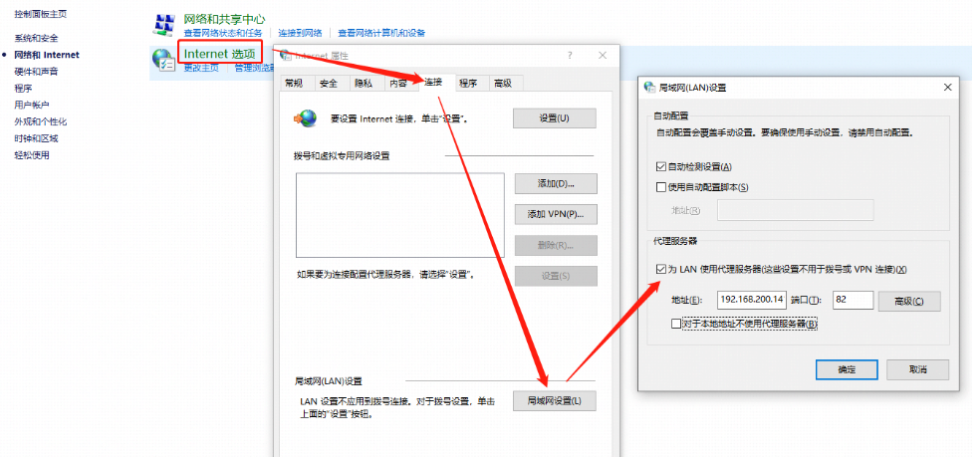 控制面板主页
系统和安全
网络和 Internet
硬件和声音
程序
用户帐户
外观和个性化
时钟和区域
轻松使用
网络和共享中心
查看网络状态和任务
连接到网络
查看网络计算机和设备
Internet 选项
更改主页
管理浏览
Internet 属性
常规
安全
隐私
内容
连接
程序
高级
要设置 Internet 连接，单击“设置”。
设置(U)
拨号和虚拟专用网络设置
添加(D)...
添加 VPN(P)...
删除(R)...
设置(S)
如果要为连接配置代理服务器，请选择“设置”。
局域网(LAN)设置
LAN 设置不应用到拨号连接。对于拨号设置，单击
上面的“设置”按钮。
局域网设置(L)
局域网(LAN)设置
自动配置
自动配置会覆盖手动设置。要确保使用手动设置，请禁用自动配置。
自动检测设置(A)
使用自动配置脚本(S)
地址(R)
代理服务器
为 LAN 使用代理服务器(这些设置不用于拨号或 VPN 连接)(X)
地址(E):
192.168.200.14
端口(T):
82
高级(C)
对于本地地址不使用代理服务器(B)
确定
取消